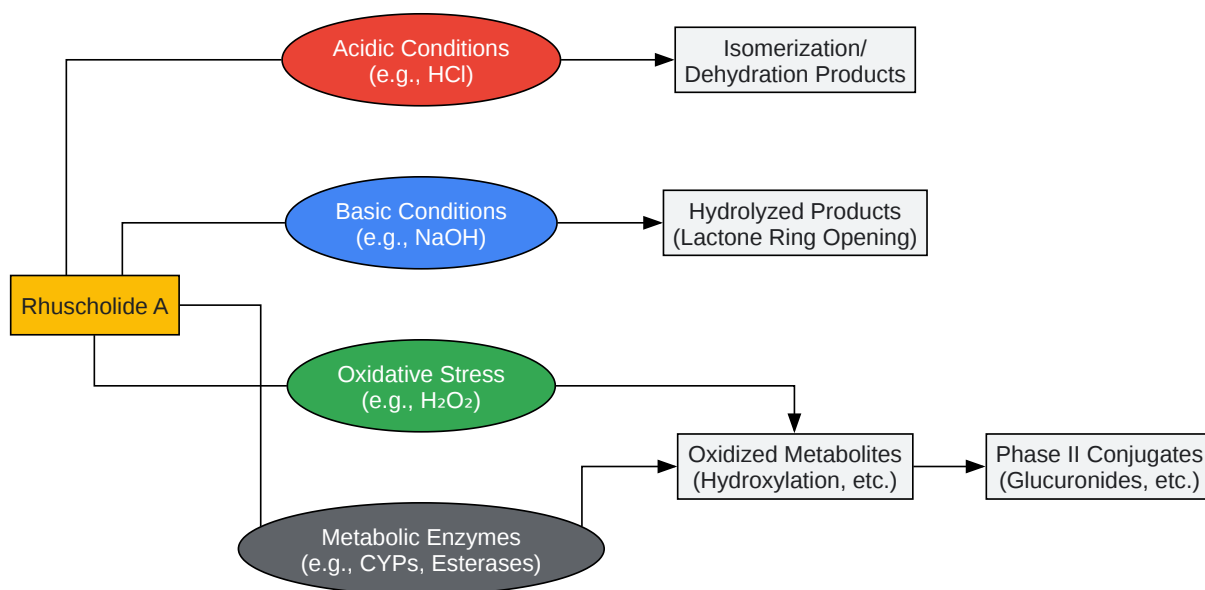 Acidic Conditions
(e.g., HCl)
Isomerization/
Dehydration Products
Basic Conditions
(e.g., NaOH)
Hydrolyzed Products
(Lactone Ring Opening)
Rhuscholide A
Oxidative Stress
(e.g., H₂O₂)
Oxidized Metabolites
(Hydroxylation, etc.)
Phase II Conjugates
(Glucuronides, etc.)
Metabolic Enzymes
(e.g., CYPs, Esterases)